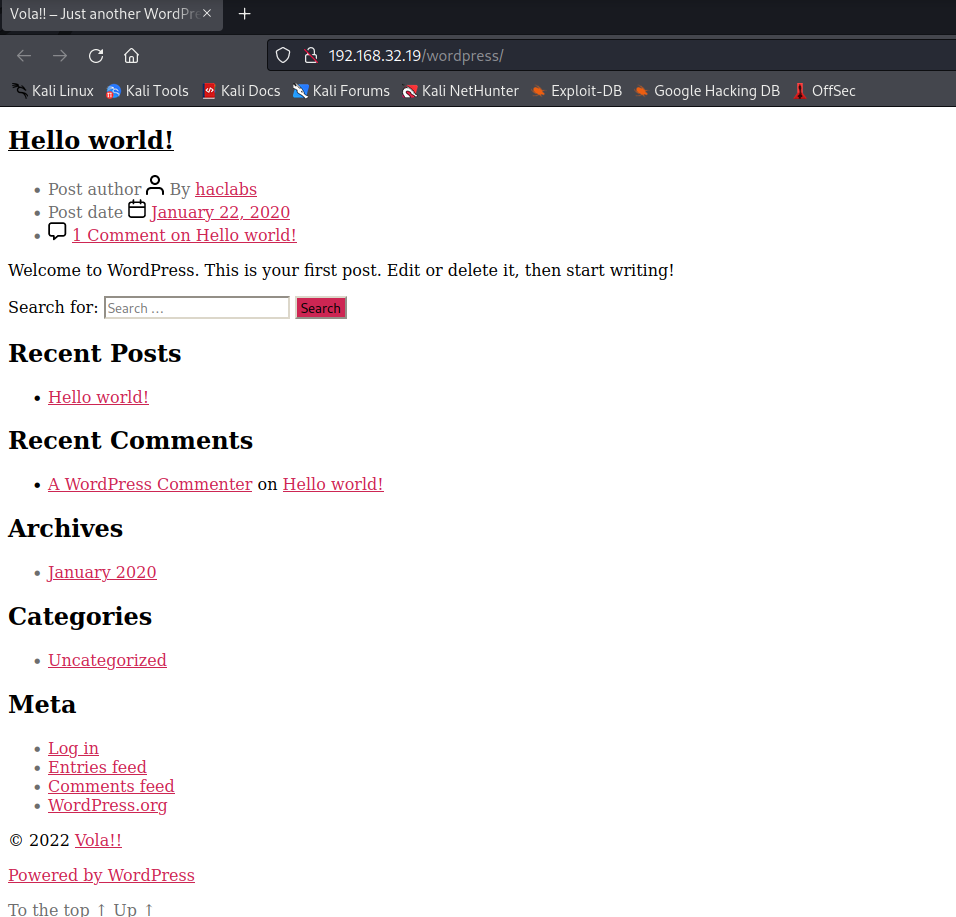 Vola!! – Just another WordPre
192.168.32.19/wordpress/
Kali Linux Kali Tools Kali Docs Kali Forums Kali NetHunter Exploit-DB Google Hacking DB OffSec
Hello world!
Post author By haclabs
Post date January 22, 2020
1 Comment on Hello world!
Welcome to WordPress. This is your first post. Edit or delete it, then start writing!
Search for: Search … Search
Recent Posts
Hello world!
Recent Comments
A WordPress Commenter on Hello world!
Archives
January 2020
Categories
Uncategorized
Meta
Log in
Entries feed
Comments feed
WordPress.org
© 2022 Vola!!
Powered by WordPress
To the top ↑ Up ↑